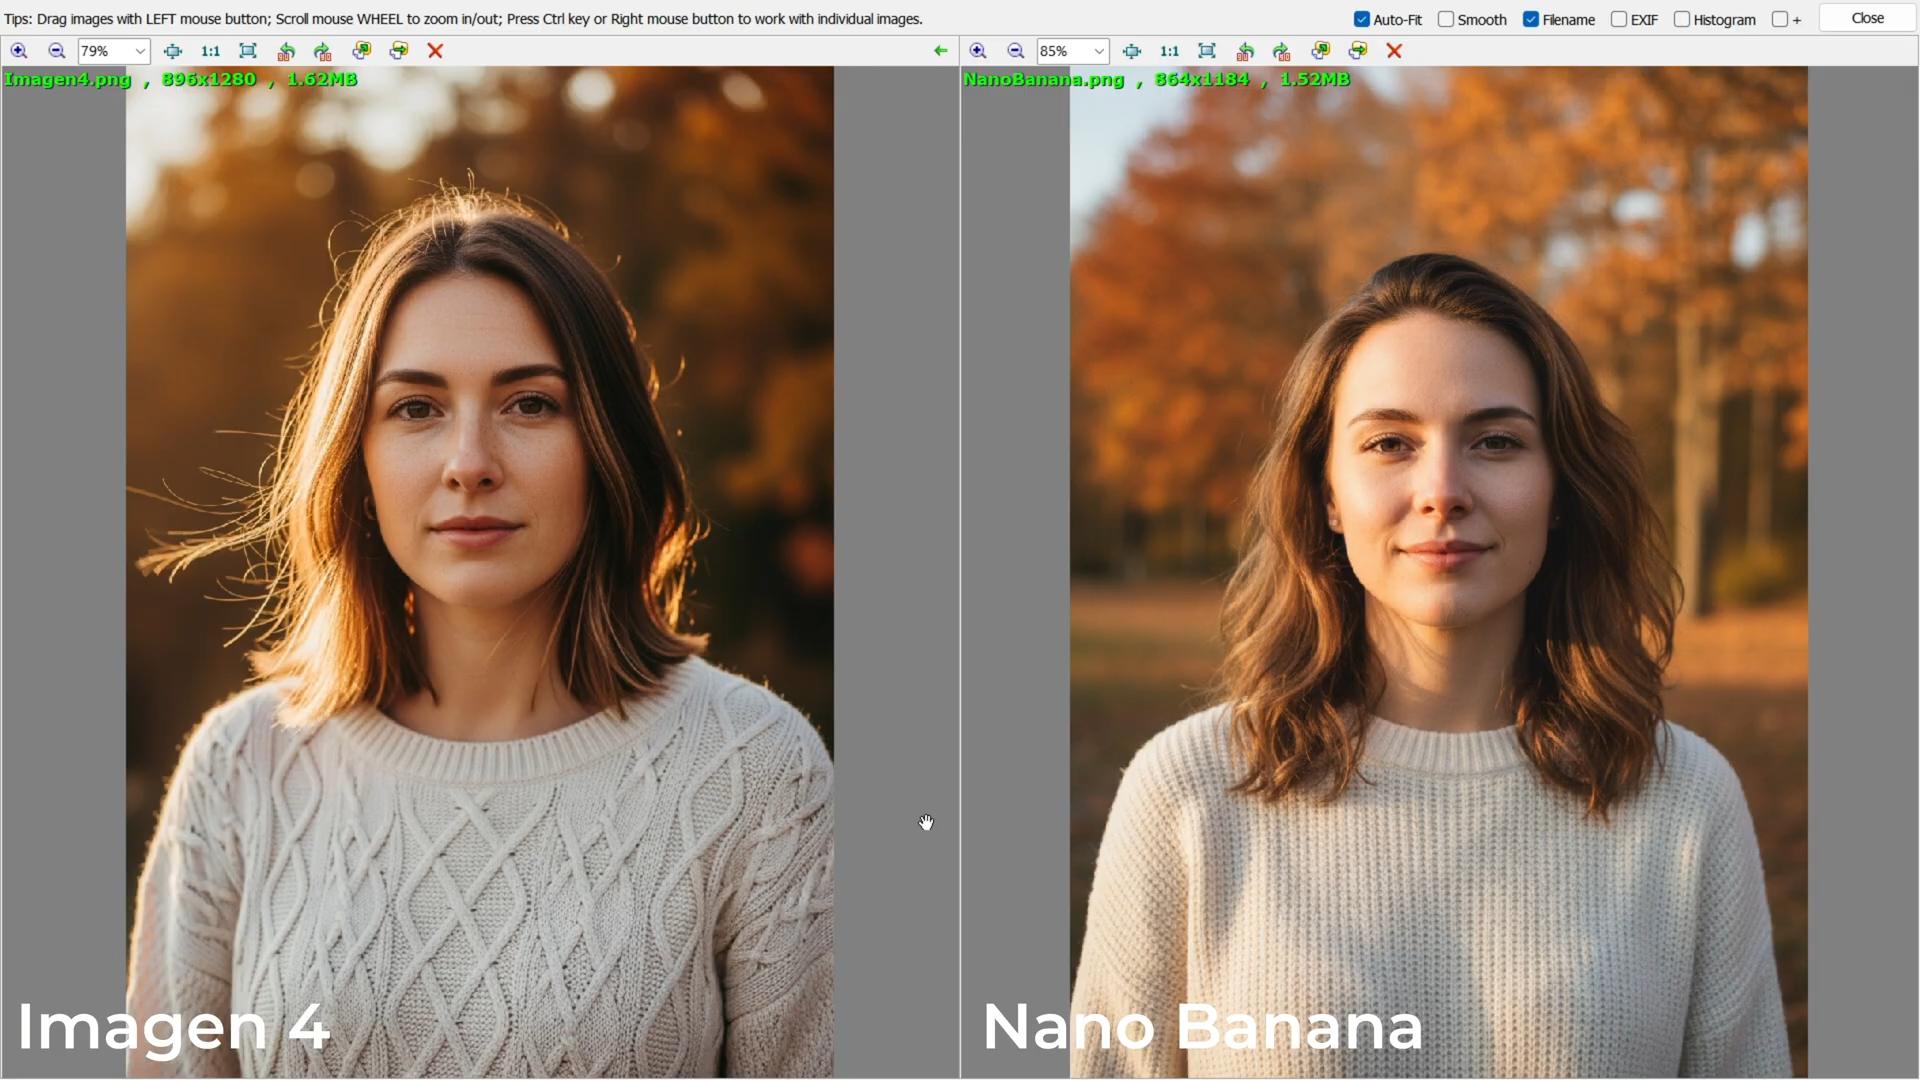 Tips: Drag images with LEFT mouse button; Scroll mouse WHEEL to zoom in/out; Press Ctrl key or Right mouse button to work with individual images.
Auto-Fit Smooth Filename EXIF Histogram + Close
79% 1:1 85% 1:1
Imagen4.png , 896x1280 , 1.62MB
NanoBanana.png , 864x1184 , 1.52MB
Imagen 4
Nano Banana